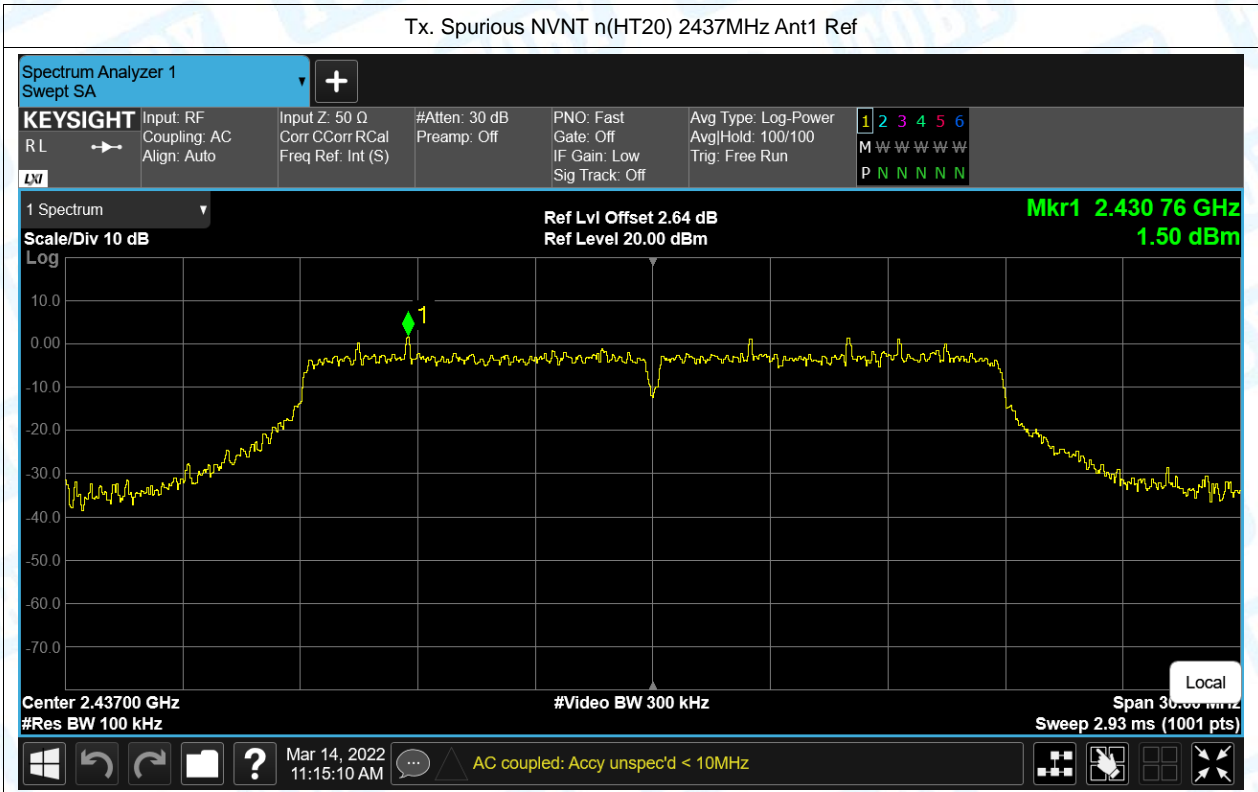 Tx. Spurious NVNT n(HT20) 2437MHz Ant1 Ref
Spectrum Analyzer 1
Swept SA
KEYSIGHT
R L
LXI
Input: RF
Coupling: AC
Align: Auto
Input Z: 50 Ω
Corr CCorr RCal
Freq Ref: Int (S)
#Atten: 30 dB
Preamp: Off
PNO: Fast
Gate: Off
IF Gain: Low
Sig Track: Off
Avg Type: Log-Power
Avg|Hold: 100/100
Trig: Free Run
1 2 3 4 5 6
M W W W W W W
P N N N N N
1 Spectrum
Scale/Div 10 dB
Log
Ref Lvl Offset 2.64 dB
Ref Level 20.00 dBm
Mkr1 2.430 76 GHz
1.50 dBm
1
10.0
0.00
-10.0
-20.0
-30.0
-40.0
-50.0
-60.0
-70.0
Local
Center 2.43700 GHz
#Video BW 300 kHz
Span 30.00 MHz
#Res BW 100 kHz
Sweep 2.93 ms (1001 pts)
?
Mar 14, 2022
11:15:10 AM
AC coupled: Accy unspec'd < 10MHz